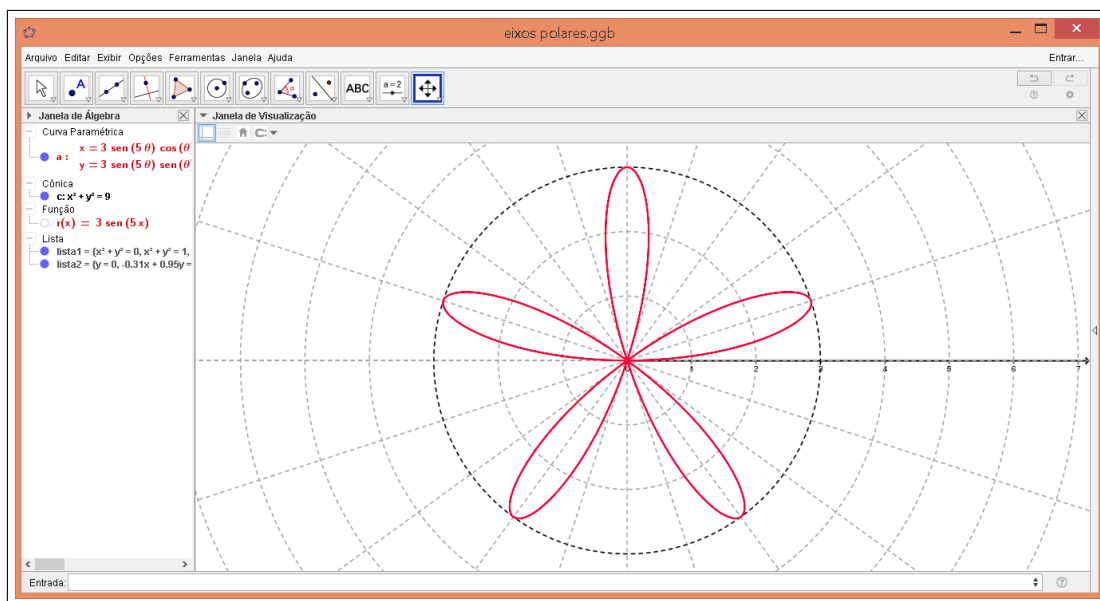 eixos polares.ggb
Arquivo Editar Exibir Opções Ferramentas Janela Ajuda
Entrar...
A
ABC
a=2
Janela de Álgebra
Curva Paramétrica
a :
x = 3 sen (5 θ) cos (θ
y = 3 sen (5 θ) sen (θ
Cônica
c: x² + y² = 9
Função
r(x) = 3 sen (5 x)
Lista
lista1 = {x² + y² = 0, x² + y² = 1,
lista2 = {y = 0, -0.31x + 0.95y =
Janela de Visualização
0 1 2 3 4 5 6 7
Entrada: